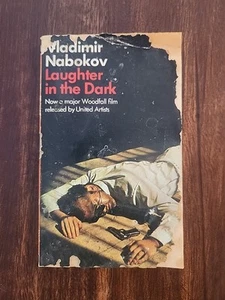 Vladimir
Nabokov
Laughter
in the Dark
Now a major Woodfall film
released by United Artists